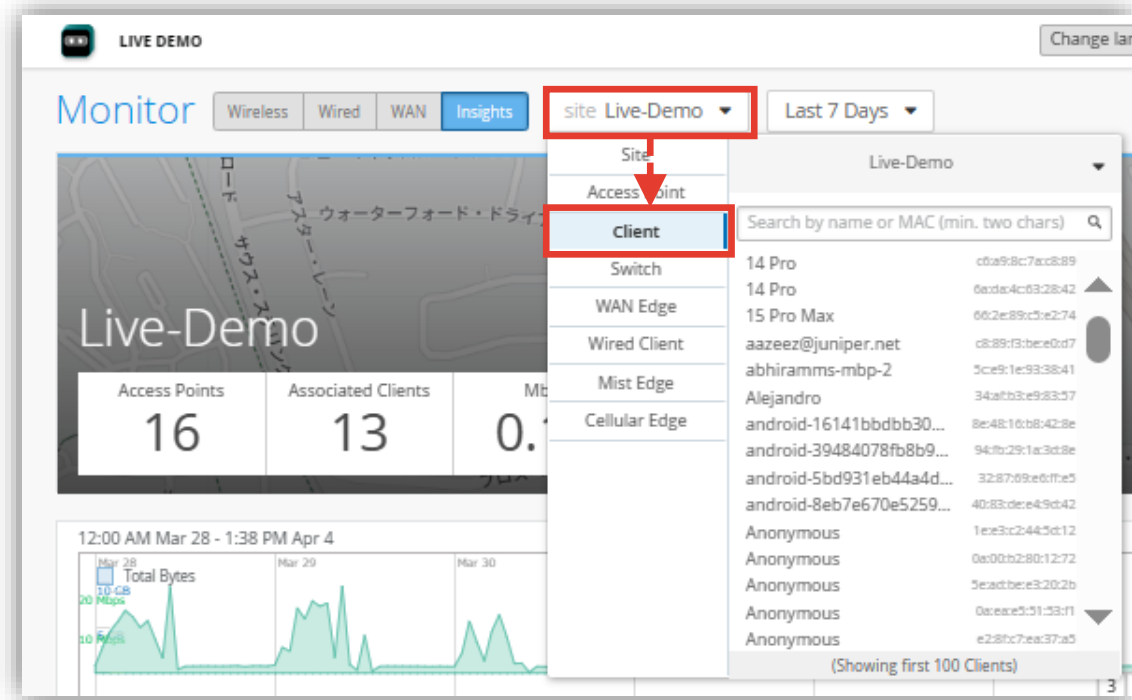 LIVE DEMO
Change lan
Monitor
Wireless
Wired
WAN
Insights
site Live-Demo
Last 7 Days
Site
Access Point
Client
Switch
WAN Edge
Wired Client
Mist Edge
Cellular Edge
Live-Demo
Search by name or MAC (min. two chars)
14 Pro c6:a9:8c:7a:c8:89
14 Pro 6a:da:4c:63:28:42
15 Pro Max 66:2e:89:c5:e2:74
aazeez@juniper.net c8:89:f3:be:e0:d7
abhiramms-mbp-2 5c:e9:1e:93:38:41
Alejandro 34:af:b3:e9:83:57
android-16141bbdbb30... 8e:48:16:b8:42:8e
android-39484078fb8b9... 94:fb:29:1a:3d:8e
android-5bd931eb44a4d... 32:87:69:e6:ff:e5
android-8eb7e670e5259... 40:83:de:e4:9d:42
Anonymous 1e:e3:c2:44:5d:12
Anonymous 0a:00:b2:80:12:72
Anonymous 5e:ad:be:e3:20:2b
Anonymous 0a:ea:e5:51:53:f1
Anonymous e2:8f:c7:ea:37:a5
(Showing first 100 Clients)
ロード
アスター・レーン
ウォーターフォード・ドライブ
Live-Demo
Access Points
16
Associated Clients
13
Mb
0.
12:00 AM Mar 28 - 1:38 PM Apr 4
Mar 28
Mar 29
Mar 30
Total Bytes
10 GB
20 Mbps
10 Mbps
3